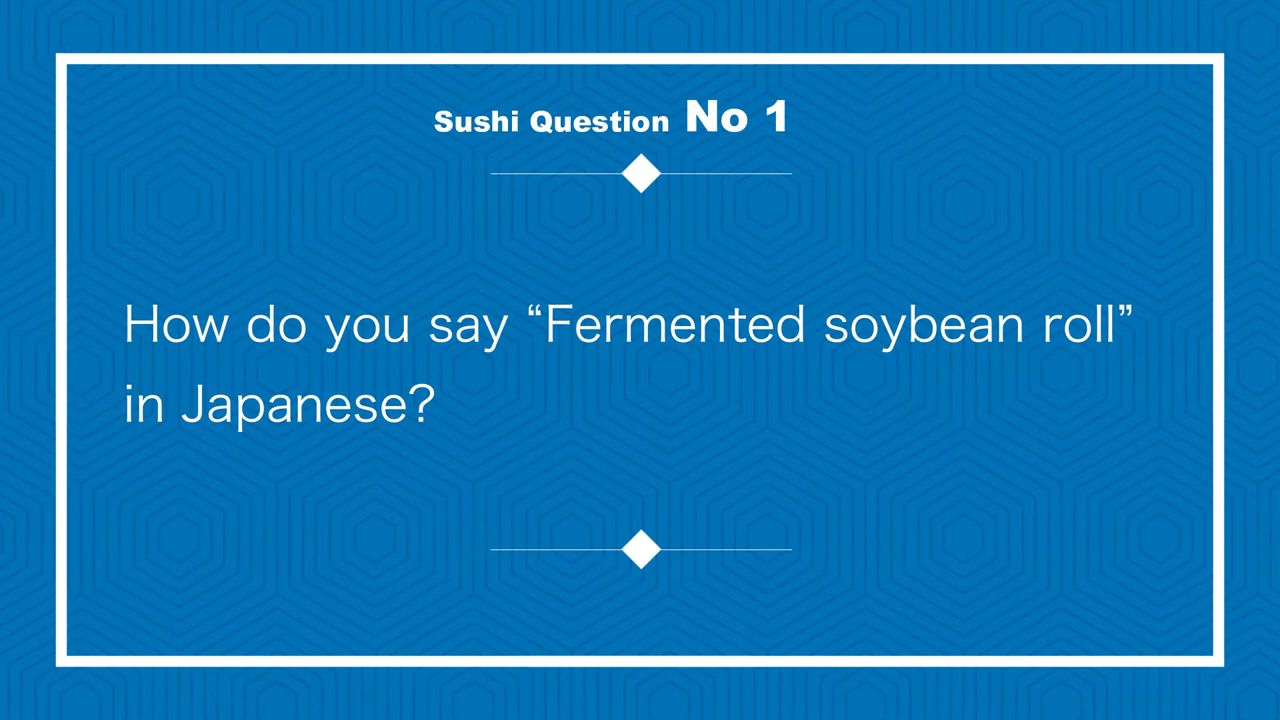 Sushi Question No 1
How do you say “Fermented soybean roll”
in Japanese?